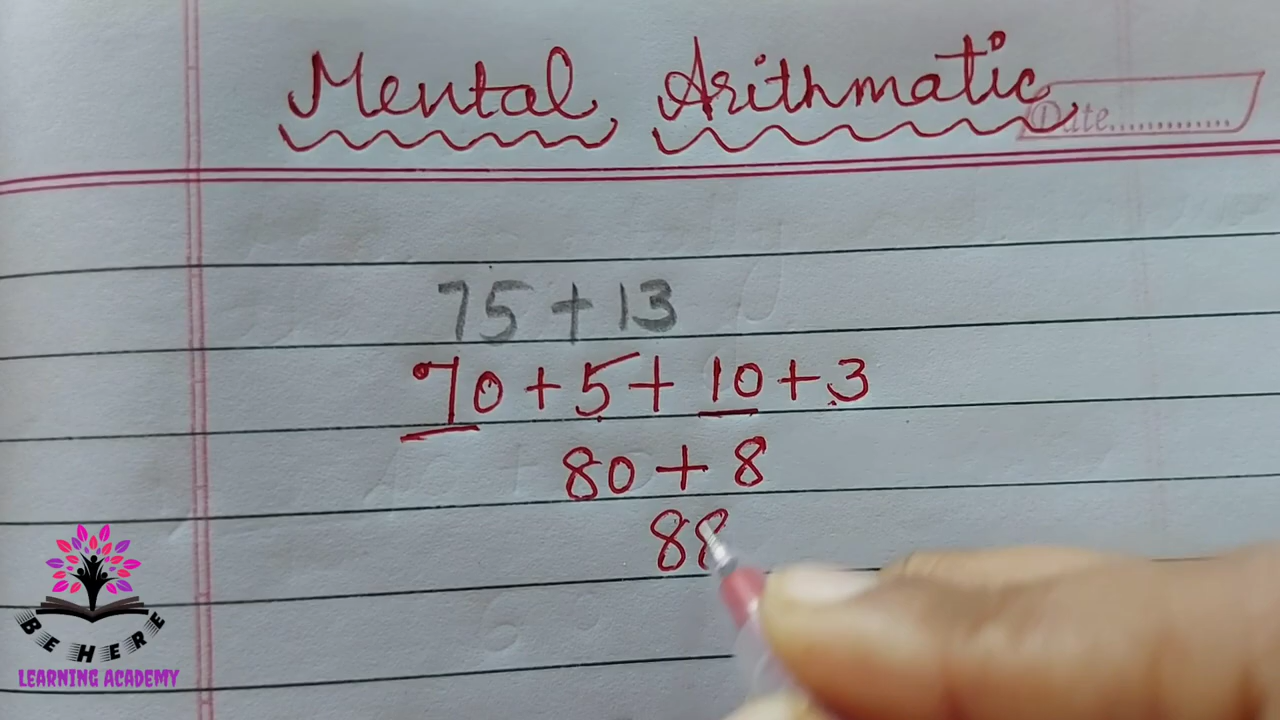 Mental Arithmatic
Date..............
75+13
70+5+10+3
80+8
88
BE HERE
LEARNING ACADEMY